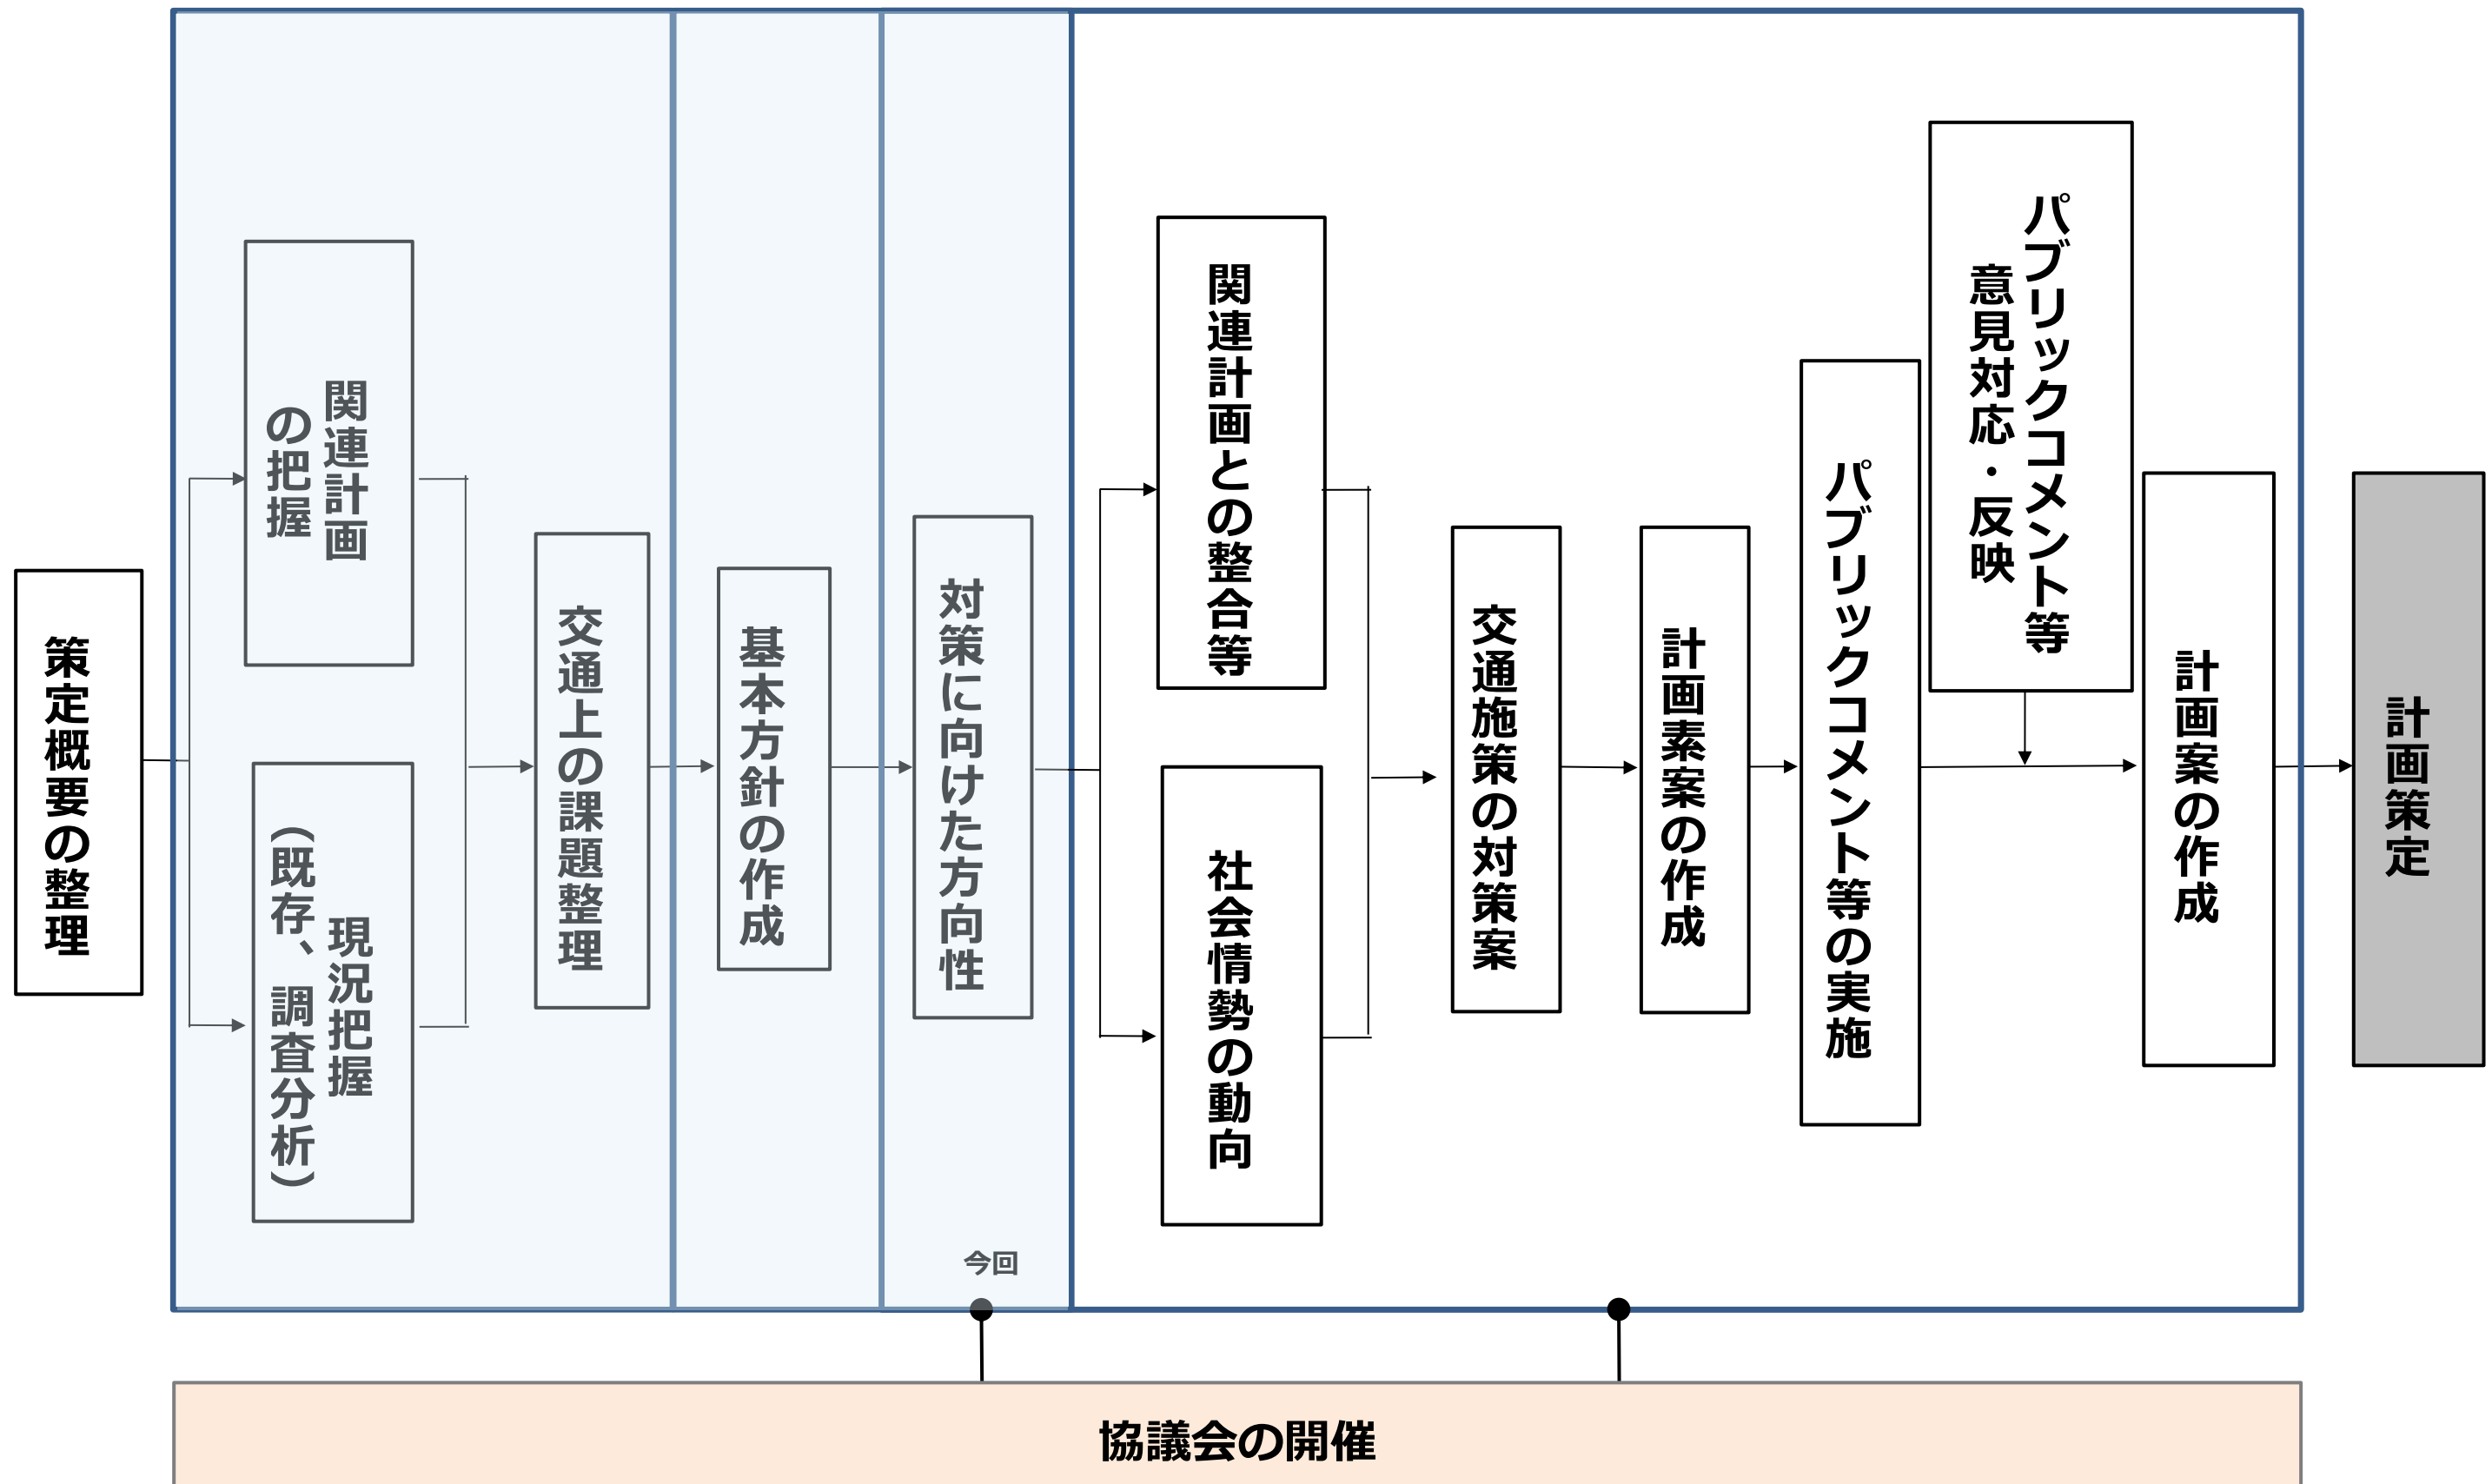 策定概要の整理
関連計画
の把握
現況把握
（既存、調査分析）
交通上の課題整理
基本方針の作成
対策に向けた方向性
今回
関連計画との整合等
社会情勢の動向
交通施策の対策案
計画素案の作成
パブリックコメント等の実施
パブリックコメント等
意見対応・反映
計画案の作成
計画策定
協議会の開催